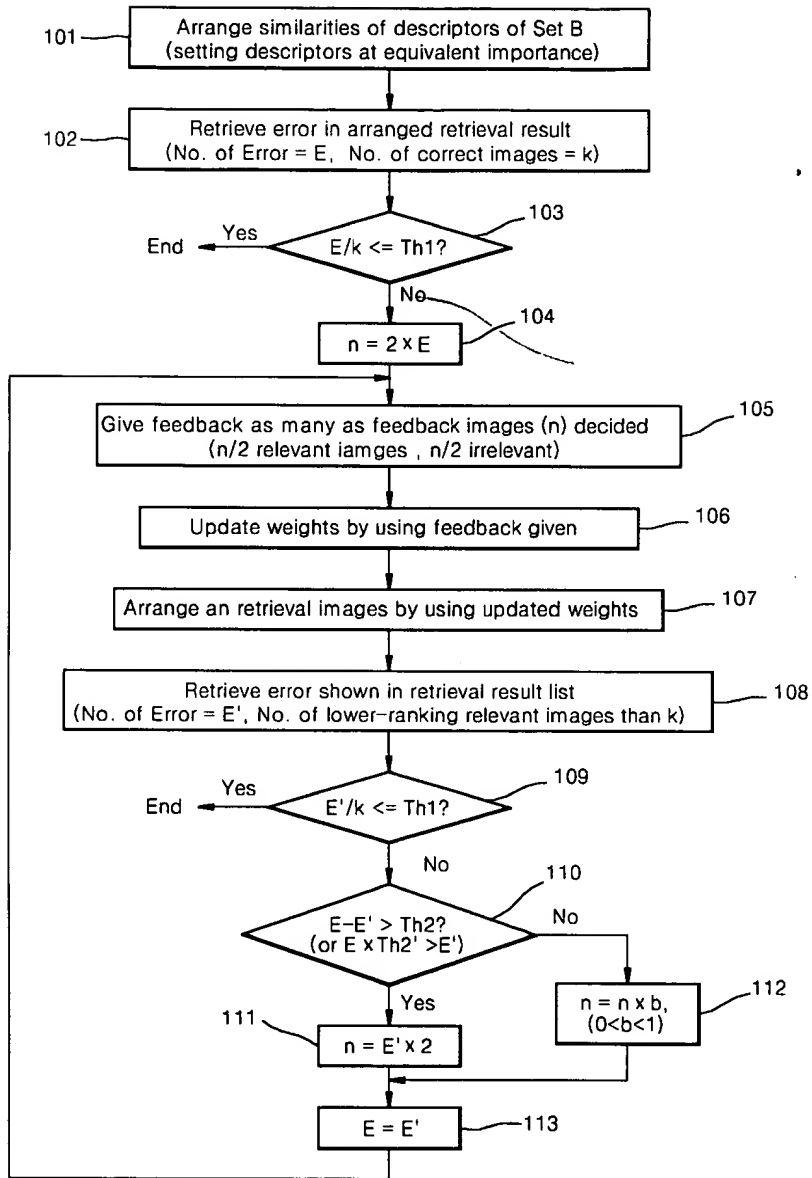 Arrange similarities of descriptors of Set B
(setting descriptors at equivalent importance)
101
Retrieve error in arranged retrieval result
(No. of Error = E, No. of correct images = k)
102
103
E/k <= Th1?
Yes
End
No
104
n = 2 × E
105
Give feedback as many as feedback images (n) decided
(n/2 relevant iamges , n/2 irrelevant)
106
Update weights by using feedback given
107
Arrange an retrieval images by using updated weights
108
Retrieve error shown in retrieval result list
(No. of Error = E', No. of lower-ranking relevant images than k)
109
E'/k <= Th1?
Yes
End
No
110
E-E' > Th2?
(or E ×Th2' >E')
No
Yes
111
n = E' × 2
n = n × b,
(0<b<1)
112
E = E'
113